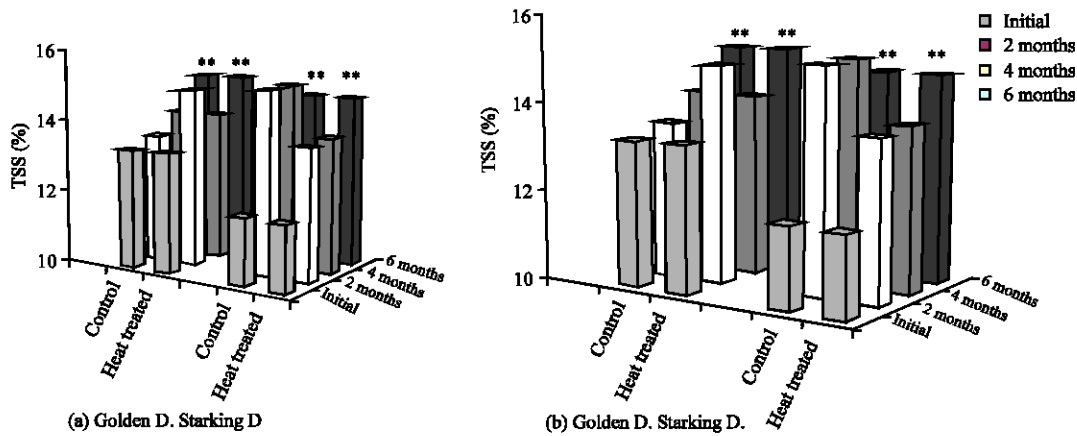 16
14
12
10
TSS (%)
** ** ** **
Control
Heat treated
Control
Heat treated
Initial
2 months
4 months
6 months
(a) Golden D. Starking D
16
14
12
10
TSS (%)
** ** ** **
Control
Heat treated
Control
Heat treated
Initial
2 months
4 months
6 months
(b) Golden D. Starking D.
Initial
2 months
4 months
6 months